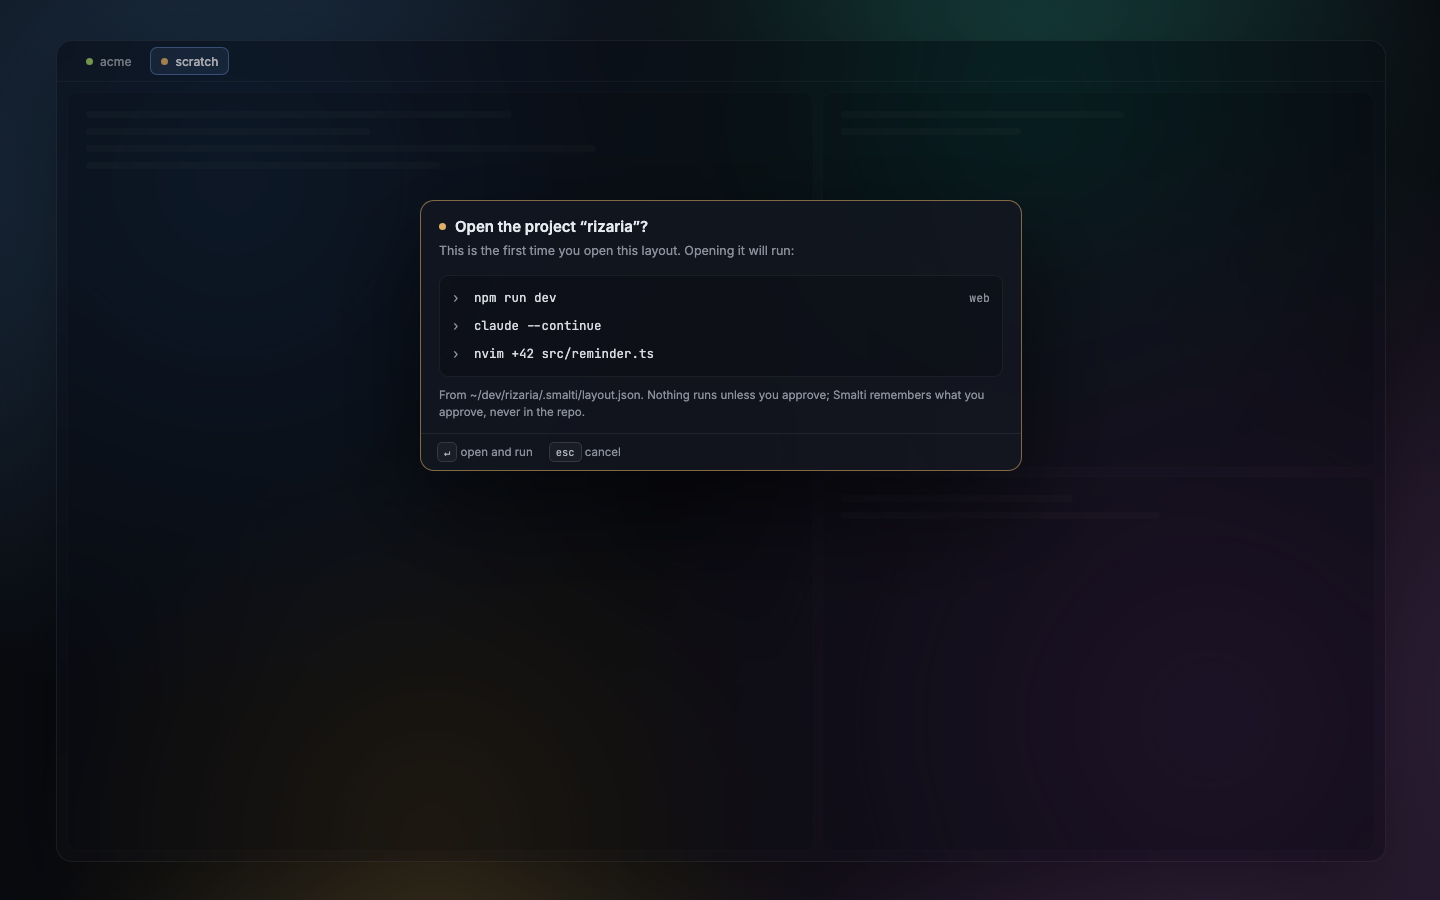 acme
scratch
Open the project “rizaria”?
This is the first time you open this layout. Opening it will run:
› npm run dev web
› claude --continue
› nvim +42 src/reminder.ts
From ~/dev/rizaria/.smalti/layout.json. Nothing runs unless you approve; Smalti remembers what you
approve, never in the repo.
↵ open and run esc cancel